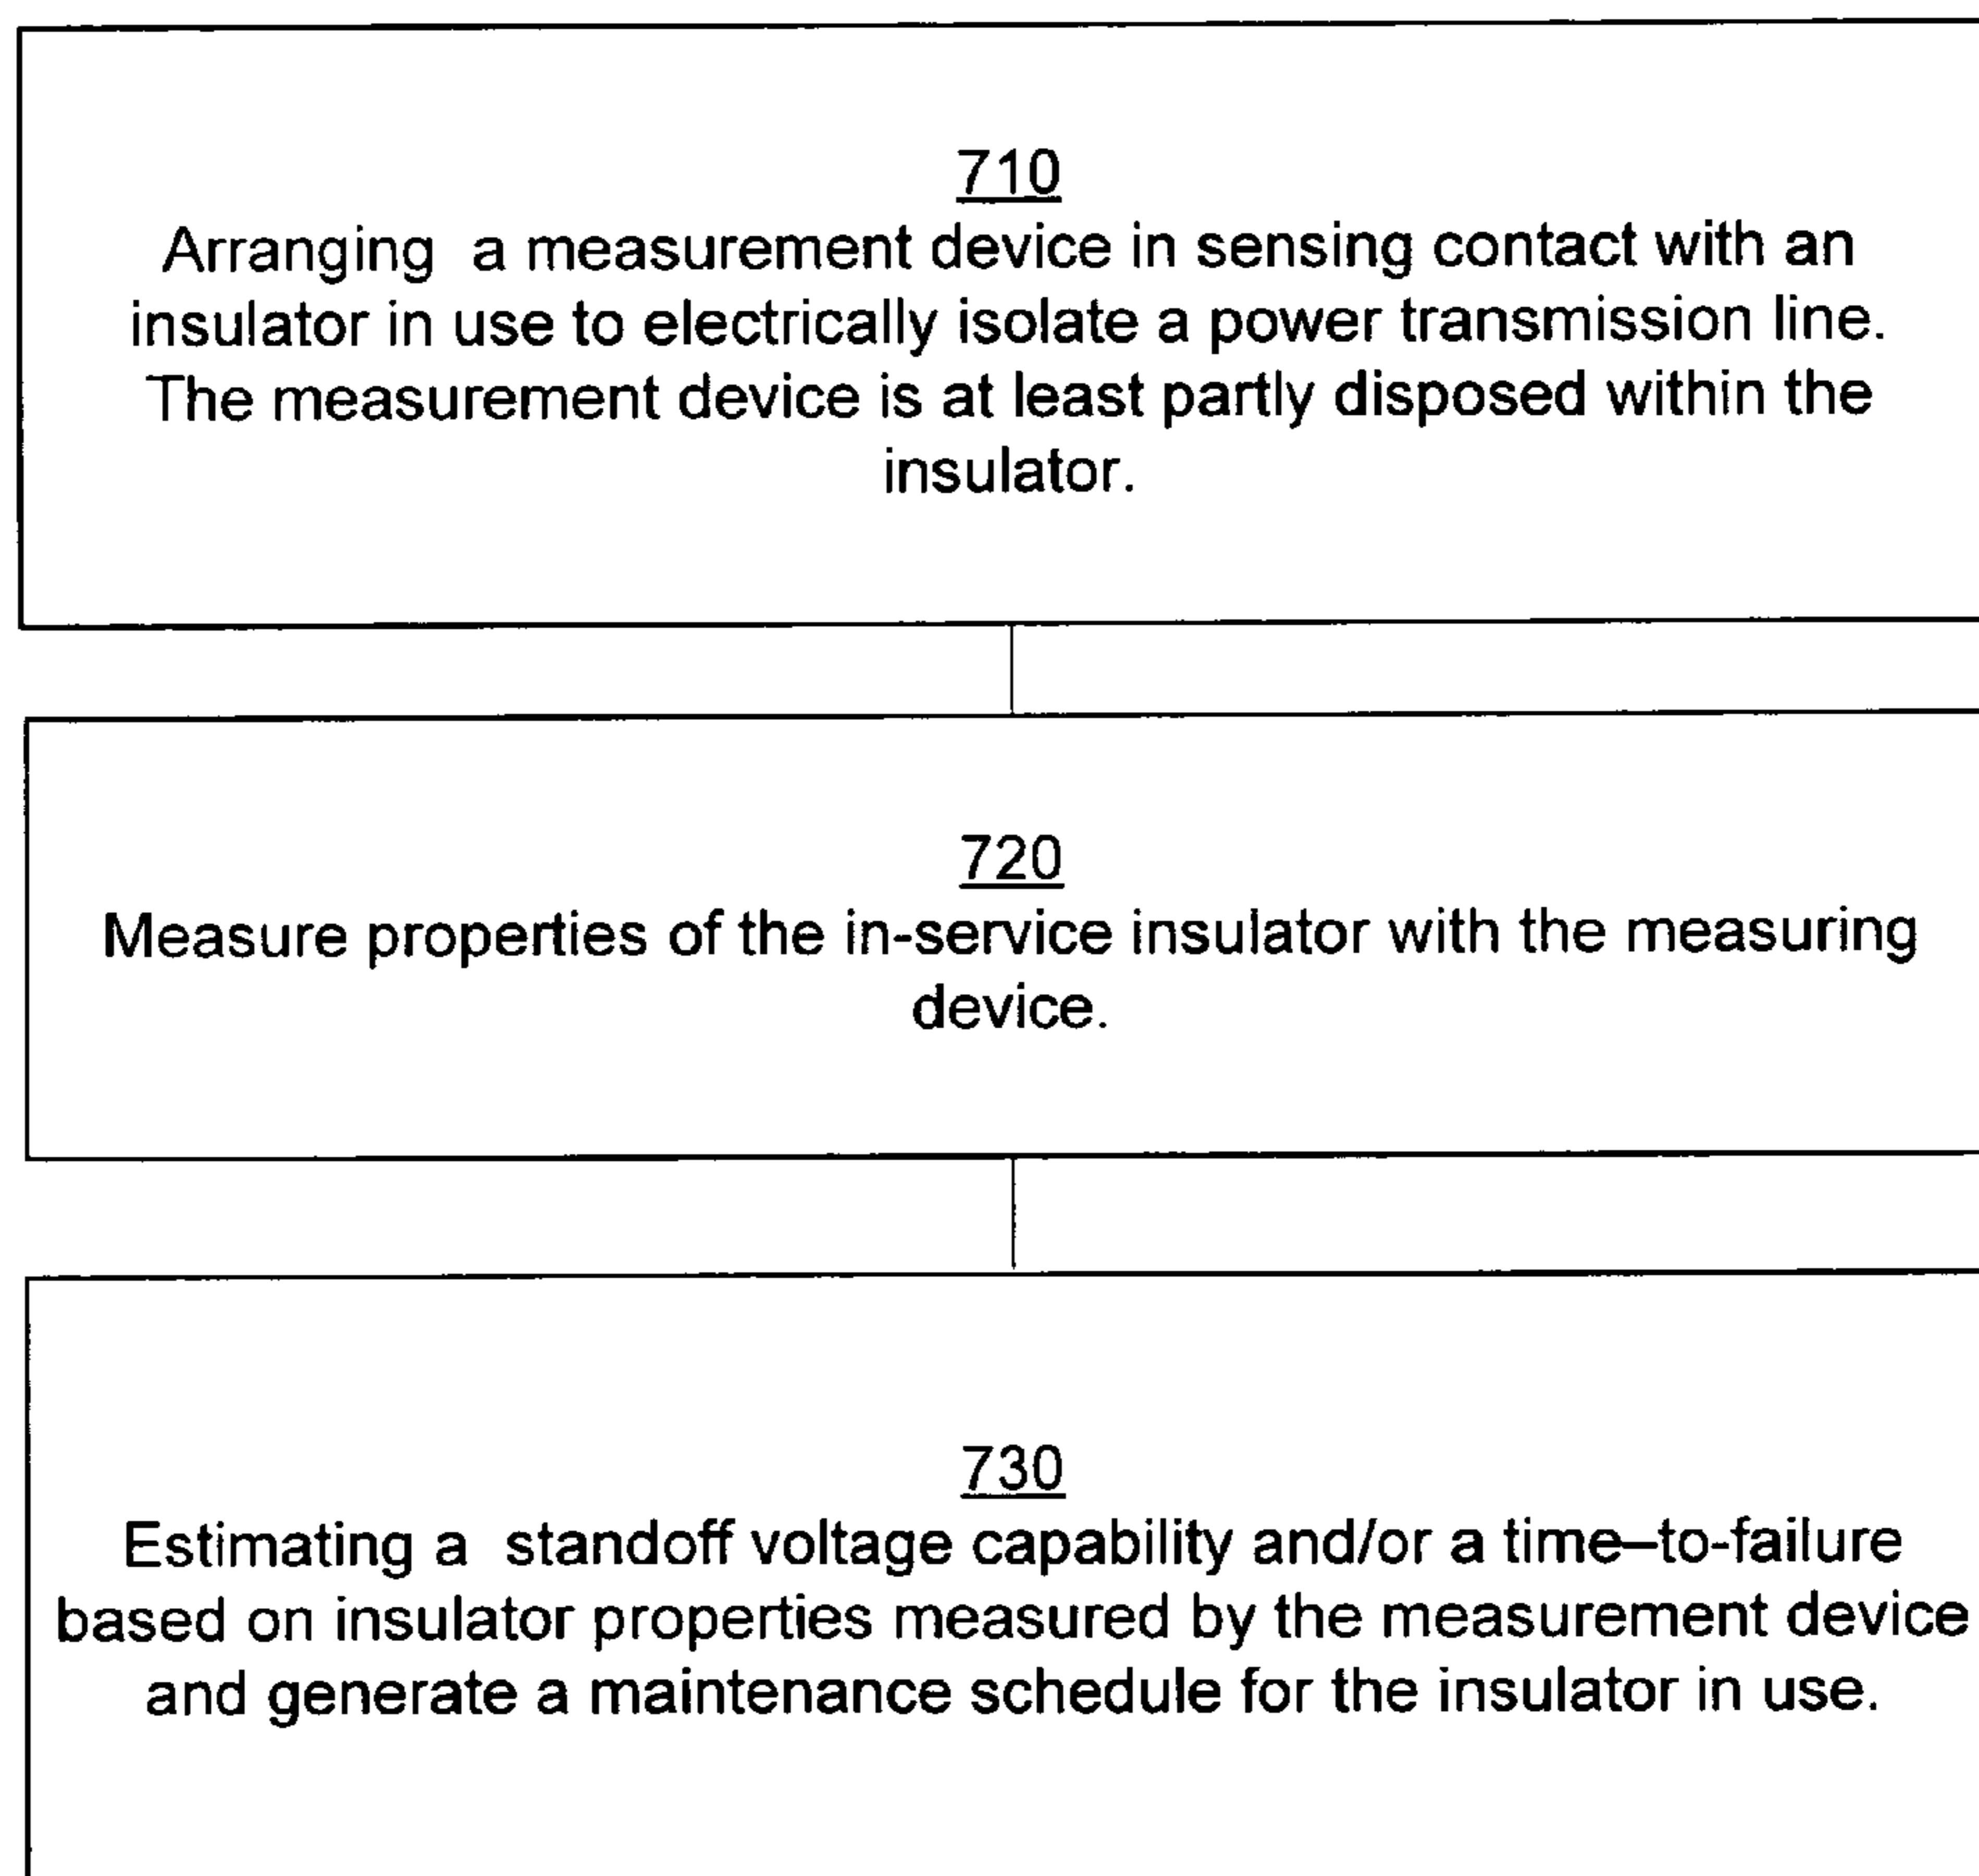 710
Arranging a measurement device in sensing contact with an
insulator in use to electrically isolate a power transmission line.
The measurement device is at least partly disposed within the
insulator.
720
Measure properties of the in-service insulator with the measuring
device.
730
Estimating a standoff voltage capability and/or a time–to-failure
based on insulator properties measured by the measurement device
and generate a maintenance schedule for the insulator in use.